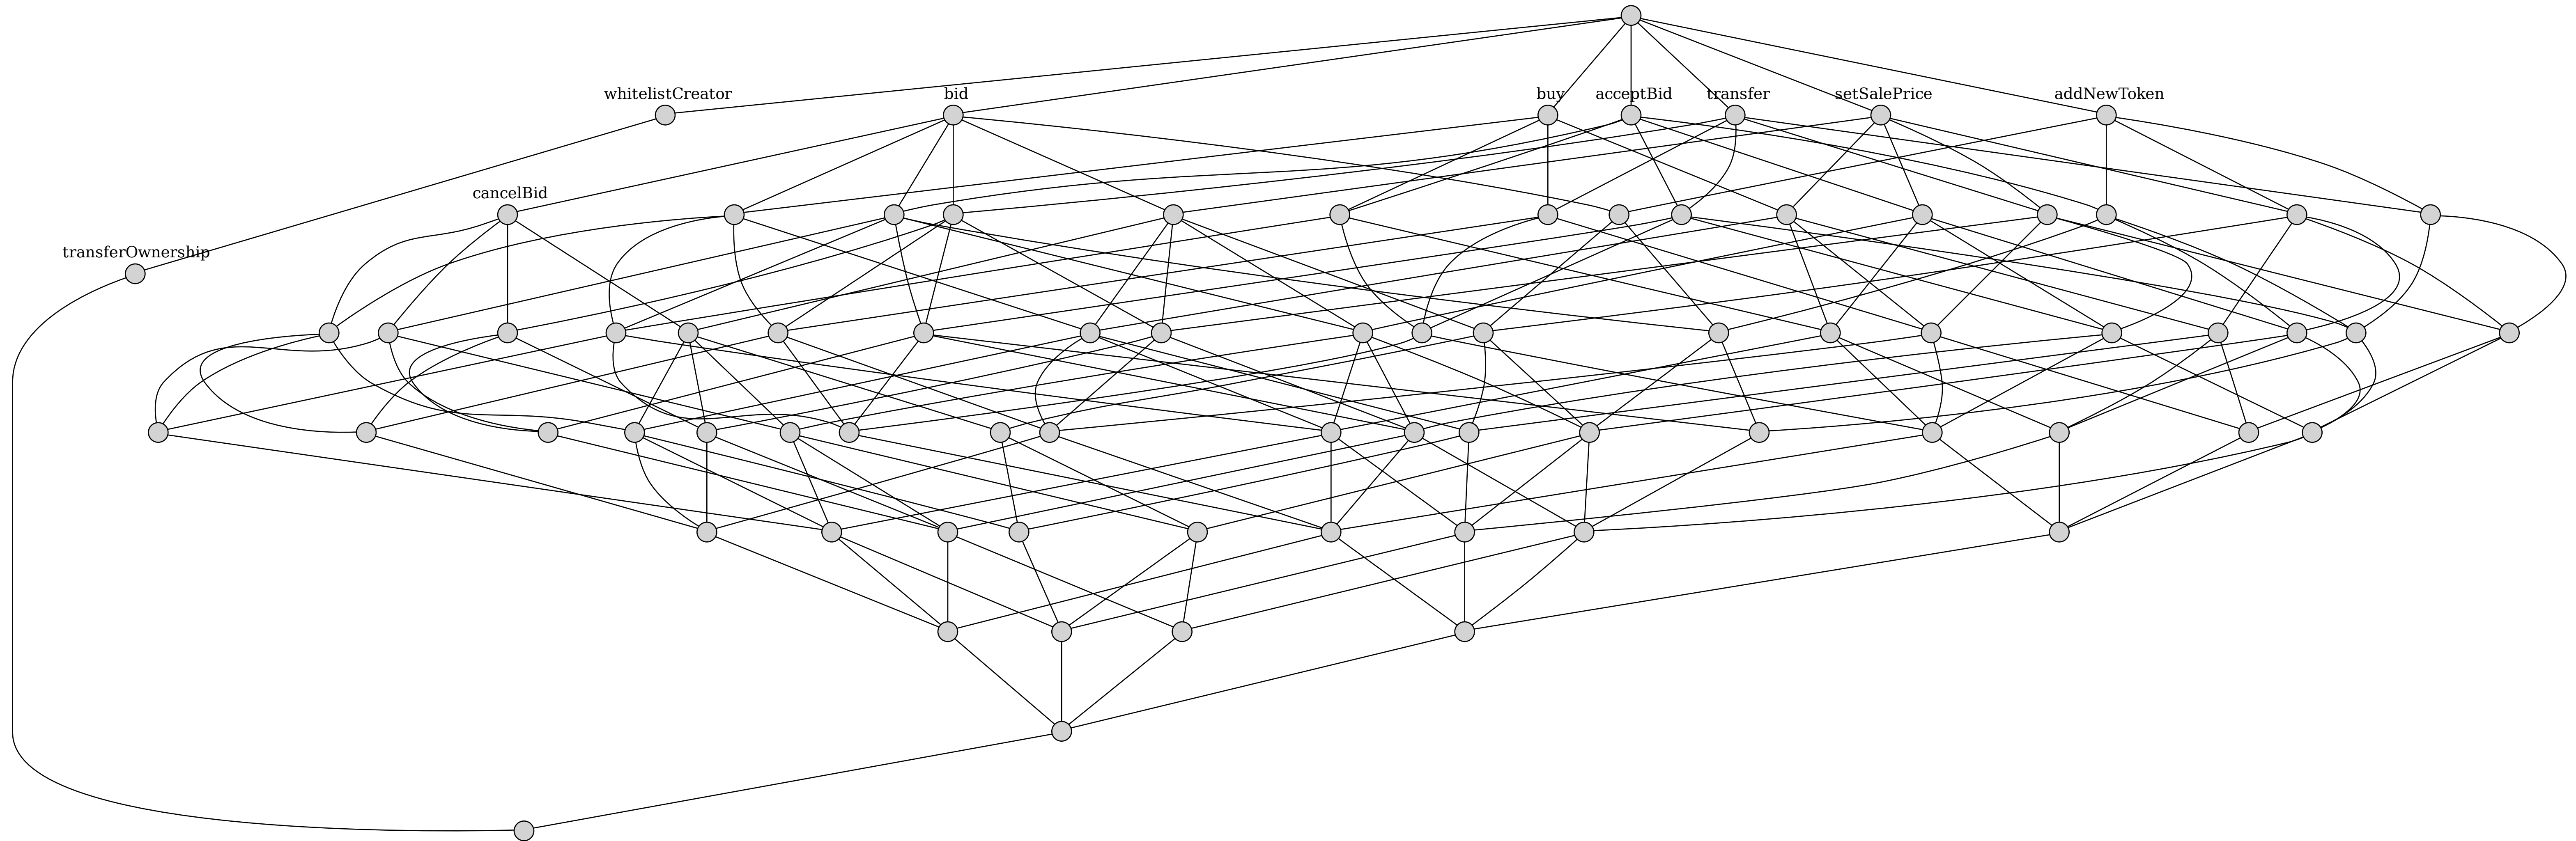 whitelistCreator
bid
buy
acceptBid
transfer
setSalePrice
addNewToken
cancelBid
transferOwnership